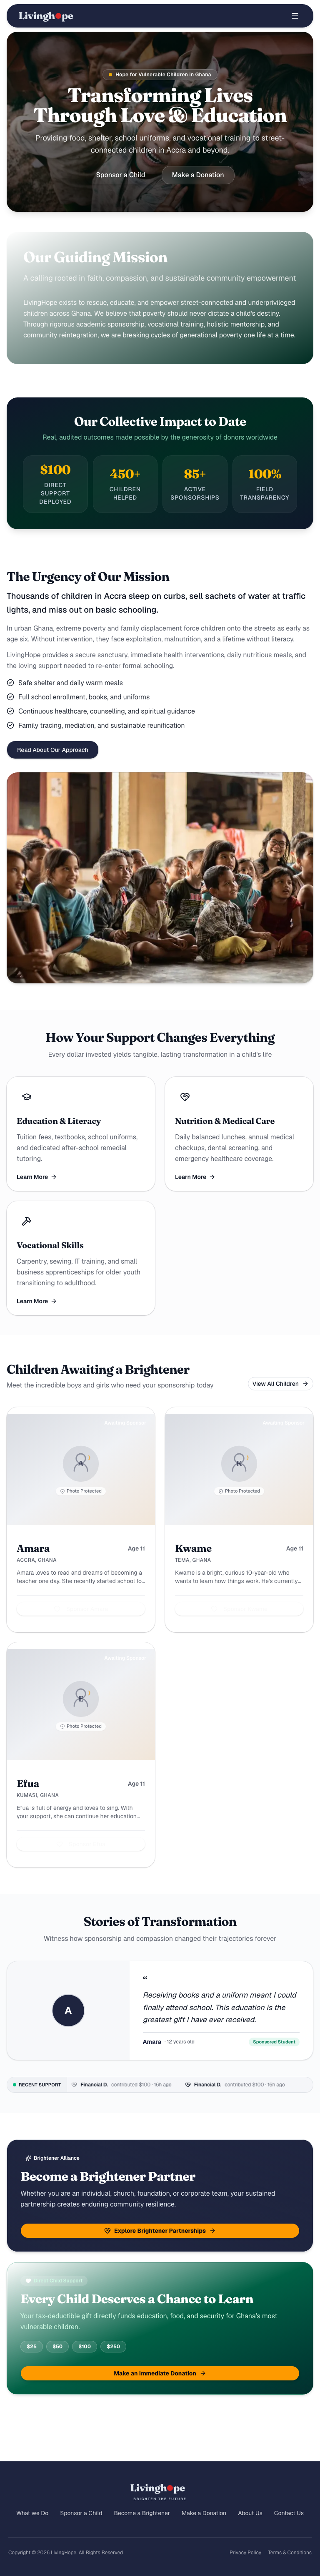 Livinghope
Hope for Vulnerable Children in Ghana
Transforming Lives
Through Love & Education
Providing food, shelter, school uniforms, and vocational training to street-
connected children in Accra and beyond.
Sponsor a Child
Make a Donation
Our Guiding Mission
A calling rooted in faith, compassion, and sustainable community empowerment
LivingHope exists to rescue, educate, and empower street-connected and underprivileged
children across Ghana. We believe that poverty should never dictate a child's destiny.
Through rigorous academic sponsorship, vocational training, holistic mentorship, and
community reintegration, we are breaking cycles of generational poverty one life at a time.
Our Collective Impact to Date
Real, audited outcomes made possible by the generosity of donors worldwide
$100
DIRECT
SUPPORT
DEPLOYED
450+
CHILDREN
HELPED
85+
ACTIVE
SPONSORSHIPS
100%
FIELD
TRANSPARENCY
The Urgency of Our Mission
Thousands of children in Accra sleep on curbs, sell sachets of water at traffic
lights, and miss out on basic schooling.
In urban Ghana, extreme poverty and family displacement force children onto the streets as early as
age six. Without intervention, they face exploitation, malnutrition, and a lifetime without literacy.
LivingHope provides a secure sanctuary, immediate health interventions, daily nutritious meals, and
the loving support needed to re-enter formal schooling.
Safe shelter and daily warm meals
Full school enrollment, books, and uniforms
Continuous healthcare, counselling, and spiritual guidance
Family tracing, mediation, and sustainable reunification
Read About Our Approach
How Your Support Changes Everything
Every dollar invested yields tangible, lasting transformation in a child's life
Education & Literacy
Tuition fees, textbooks, school uniforms,
and dedicated after-school remedial
tutoring.
Learn More
Nutrition & Medical Care
Daily balanced lunches, annual medical
checkups, dental screening, and
emergency healthcare coverage.
Learn More
Vocational Skills
Carpentry, sewing, IT training, and small
business apprenticeships for older youth
transitioning to adulthood.
Learn More
Children Awaiting a Brightener
Meet the incredible boys and girls who need your sponsorship today
View All Children
A
Photo Protected
Amara
Age 11
ACCRA, GHANA
Amara loves to read and dreams of becoming a
teacher one day. She recently started school fo...
K
Photo Protected
Kwame
Age 11
TEMA, GHANA
Kwame is a bright, curious 10-year-old who
wants to learn how things work. He's currently...
E
Photo Protected
Efua
Age 11
KUMASI, GHANA
Efua is full of energy and loves to sing. With
your support, she can continue her education...
Stories of Transformation
Witness how sponsorship and compassion changed their trajectories forever
A
“
Receiving books and a uniform meant I could
finally attend school. This education is the
greatest gift I have ever received.
Amara · 12 years old
Sponsored Student
RECENT SUPPORT
Financial D. contributed $100 · 16h ago
Financial D. contributed $100 · 16h ago
Brightener Alliance
Become a Brightener Partner
Whether you are an individual, church, foundation, or corporate team, your sustained
partnership creates enduring community resilience.
Explore Brightener Partnerships
Every Child Deserves a Chance to Learn
Your tax-deductible gift directly funds education, food, and security for Ghana's most
vulnerable children.
$25
$50
$100
$250
Make an Immediate Donation
Livinghope
BRIGHTEN THE FUTURE
What we Do
Sponsor a Child
Become a Brightener
Make a Donation
About Us
Contact Us
Copyright © 2026 LivingHope. All Rights Reserved
Privacy Policy
Terms & Conditions